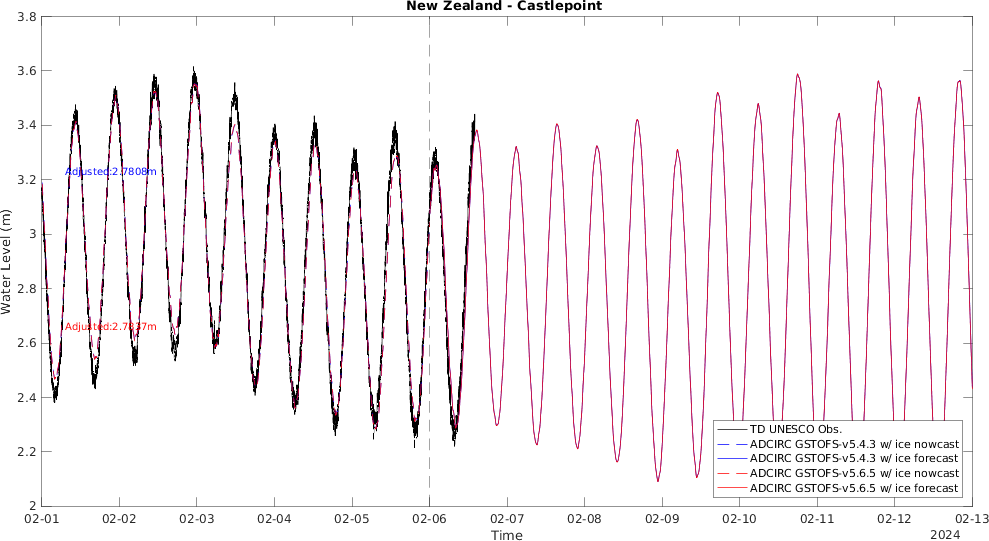 New Zealand - Castlepoint
Water Level (m)
3.8
3.6
3.4
3.2
3
2.8
2.6
2.4
2.2
2
Adjusted:2.7808m
Adjusted:2.7837m
TD UNESCO Obs.
ADCIRC GSTOFS-v5.4.3 w/ ice nowcast
ADCIRC GSTOFS-v5.4.3 w/ ice forecast
ADCIRC GSTOFS-v5.6.5 w/ ice nowcast
ADCIRC GSTOFS-v5.6.5 w/ ice forecast
02-01 02-02 02-03 02-04 02-05 02-06 02-07 02-08 02-09 02-10 02-11 02-12 02-13
Time
2024